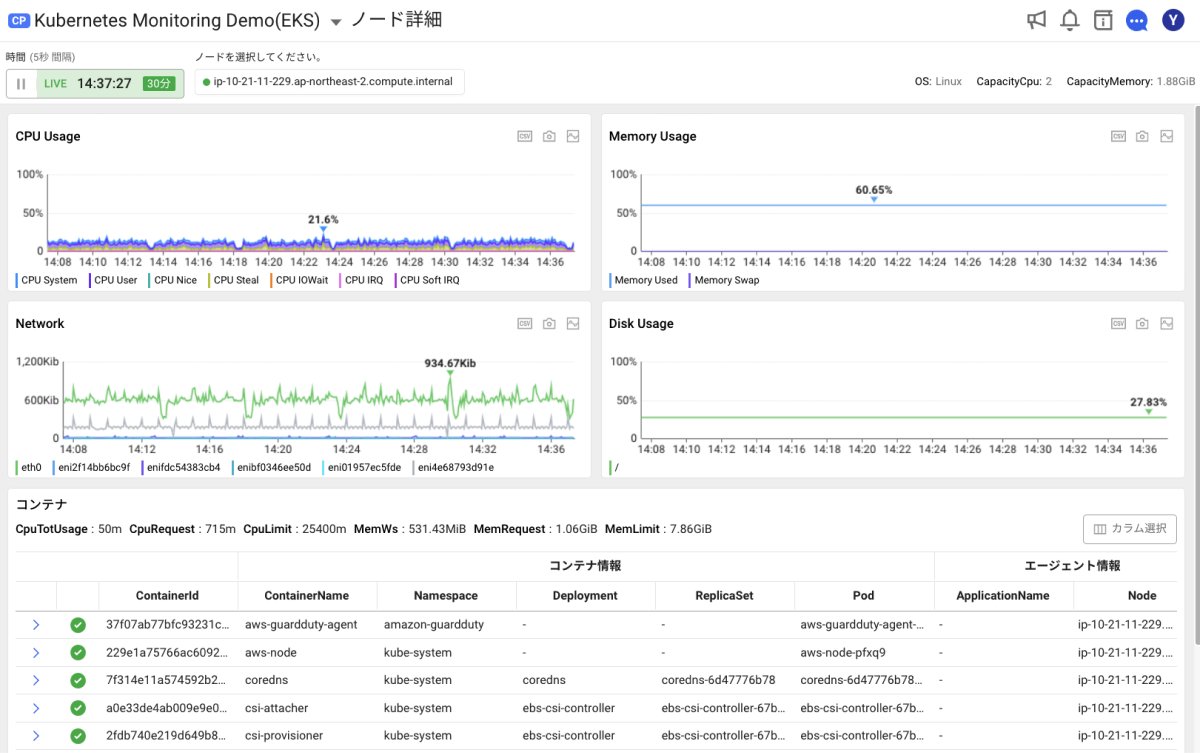 CP Kubernetes Monitoring Demo(EKS) ノード詳細 Y
時間 (5秒 間隔) ノードを選択してください。
LIVE 14:37:27 30分 ip-10-21-11-229.ap-northeast-2.compute.internal OS: Linux CapacityCpu: 2 CapacityMemory: 1.88GiB
CPU Usage CSV
100%
50%
0
21.6%
14:08 14:10 14:12 14:14 14:16 14:18 14:20 14:22 14:24 14:26 14:28 14:30 14:32 14:34 14:36
CPU System CPU User CPU Nice CPU Steal CPU IOWait CPU IRQ CPU Soft IRQ
Memory Usage CSV
100%
50%
0
60.65%
14:08 14:10 14:12 14:14 14:16 14:18 14:20 14:22 14:24 14:26 14:28 14:30 14:32 14:34 14:36
Memory Used Memory Swap
Network CSV
1,200Kib
600Kib
0
934.67Kib
14:08 14:12 14:16 14:20 14:24 14:28 14:32 14:36
eth0 eni2f14bb6bc9f enifdc54383cb4 enibf0346ee50d eni01957ec5fde eni4e68793d91e
Disk Usage CSV
100%
50%
0
27.83%
14:08 14:10 14:12 14:14 14:16 14:18 14:20 14:22 14:24 14:26 14:28 14:30 14:32 14:34 14:36
/
コンテナ
CpuTotUsage : 50m CpuRequest : 715m CpuLimit : 25400m MemWs : 531.43MiB MemRequest : 1.06GiB MemLimit : 7.86GiB カラム選択
コンテナ情報 エージェント情報
ContainerId ContainerName Namespace Deployment ReplicaSet Pod ApplicationName Node
37f07ab77bfc93231c... aws-guardduty-agent amazon-guardduty - - aws-guardduty-agent-... - ip-10-21-11-229....
229e1a75766ac6092... aws-node kube-system - - aws-node-pfxq9 - ip-10-21-11-229....
7f314e11a574592b2... coredns kube-system coredns coredns-6d47776b78 coredns-6d47776b78... - ip-10-21-11-229....
a0e33de4ab009e9e0... csi-attacher kube-system ebs-csi-controller ebs-csi-controller-67b... ebs-csi-controller-67b... - ip-10-21-11-229....
2fdb740e219d649b8... csi-provisioner kube-system ebs-csi-controller ebs-csi-controller-67b... ebs-csi-controller-67b... - ip-10-21-11-229....